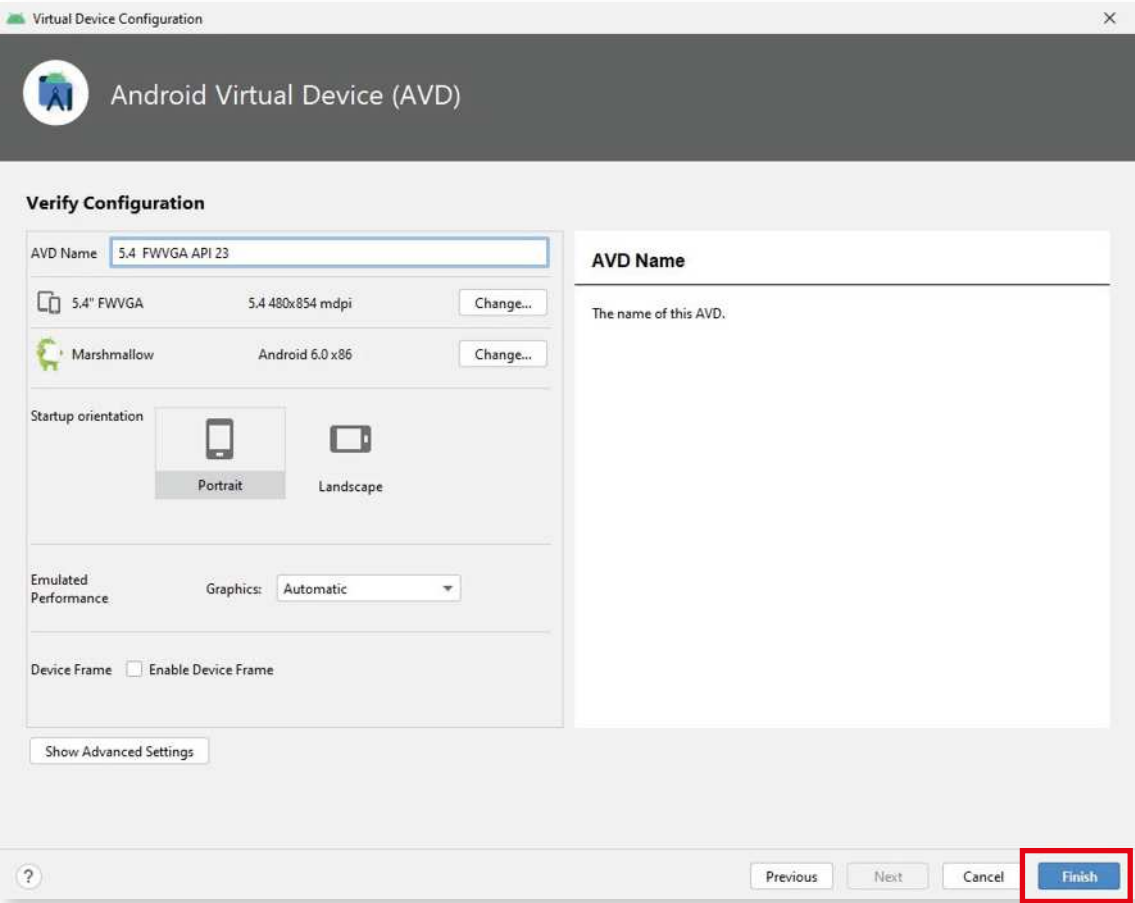 Virtual Device Configuration
Android Virtual Device (AVD)
Verify Configuration
AVD Name 5.4 FWVGA API 23
5.4" FWVGA 5.4 480x854 mdpi Change...
Marshmallow Android 6.0 x86 Change...
Startup orientation
Portrait Landscape
Emulated
Performance
Graphics: Automatic
Device Frame Enable Device Frame
Show Advanced Settings
AVD Name
The name of this AVD.
? Previous Next Cancel Finish